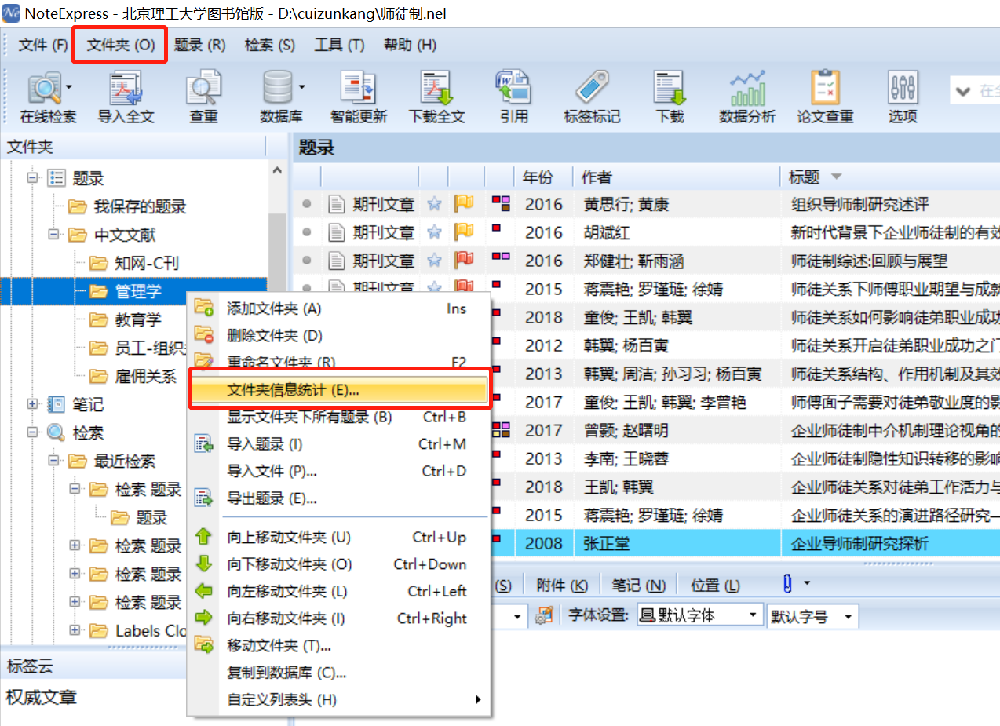 NoteExpress - 北京理工大学图书馆版 - D:\cuizunkang\师徒制.nel
文件 (F) 文件夹 (O) 题录 (R) 检索 (S) 工具 (T) 帮助 (H)
在线检索 导入全文 查重 数据库 智能更新 下载全文 引用 标签标记 下载 数据分析 论文查重 选项
文件夹
题录
我保存的题录
中文文献
知网-C刊
管理学
教育学
员工-组织
雇佣关系
笔记
检索
最近检索
检索 题录
题录
检索 题录
检索 题录
检索 题录
Labels Clo
标签云
权威文章
添加文件夹 (A) Ins
删除文件夹 (D)
重命名文件夹 (R) F2
文件夹信息统计 (E)...
显示文件夹下所有题录 (B) Ctrl+B
导入题录 (I) Ctrl+M
导入文件 (P)... Ctrl+D
导出题录 (E)...
向上移动文件夹 (U) Ctrl+Up
向下移动文件夹 (O) Ctrl+Down
向左移动文件夹 (L) Ctrl+Left
向右移动文件夹 (I) Ctrl+Right
移动文件夹 (T)...
复制到数据库 (C)...
自定义列表头 (H)
题录
年份 作者 标题
期刊文章 2016 黄思行; 黄康 组织导师制研究述评
期刊文章 2016 胡斌红 新时代背景下企业师徒制的有效
期刊文章 2016 郑健壮; 靳雨涵 师徒制综述:回顾与展望
期刊文章 2015 蒋震艳; 罗瑾琏; 徐婧 师徒关系下师傅职业期望与成就
2018 童俊; 王凯; 韩翼 师徒关系如何影响徒弟职业成功
2012 韩翼; 杨百寅 师徒关系开启徒弟职业成功之门
2013 韩翼; 周洁; 孙习习; 杨百寅 师徒关系结构、作用机制及其效
2017 童俊; 王凯; 韩翼; 李曾艳 师傅面子需要对徒弟敬业度的影
2017 曾颢; 赵曙明 企业师徒制中介机制理论视角的
2013 李南; 王晓蓉 企业师徒制隐性知识转移的影响
2018 王凯; 韩翼 企业师徒关系对徒弟工作活力与
2015 蒋震艳; 罗瑾琏; 徐婧 企业师徒关系的演进路径研究—
2008 张正堂 企业导师制研究探析
(S) 附件 (K) 笔记 (N) 位置 (L)
字体设置: 默认字体 默认字号